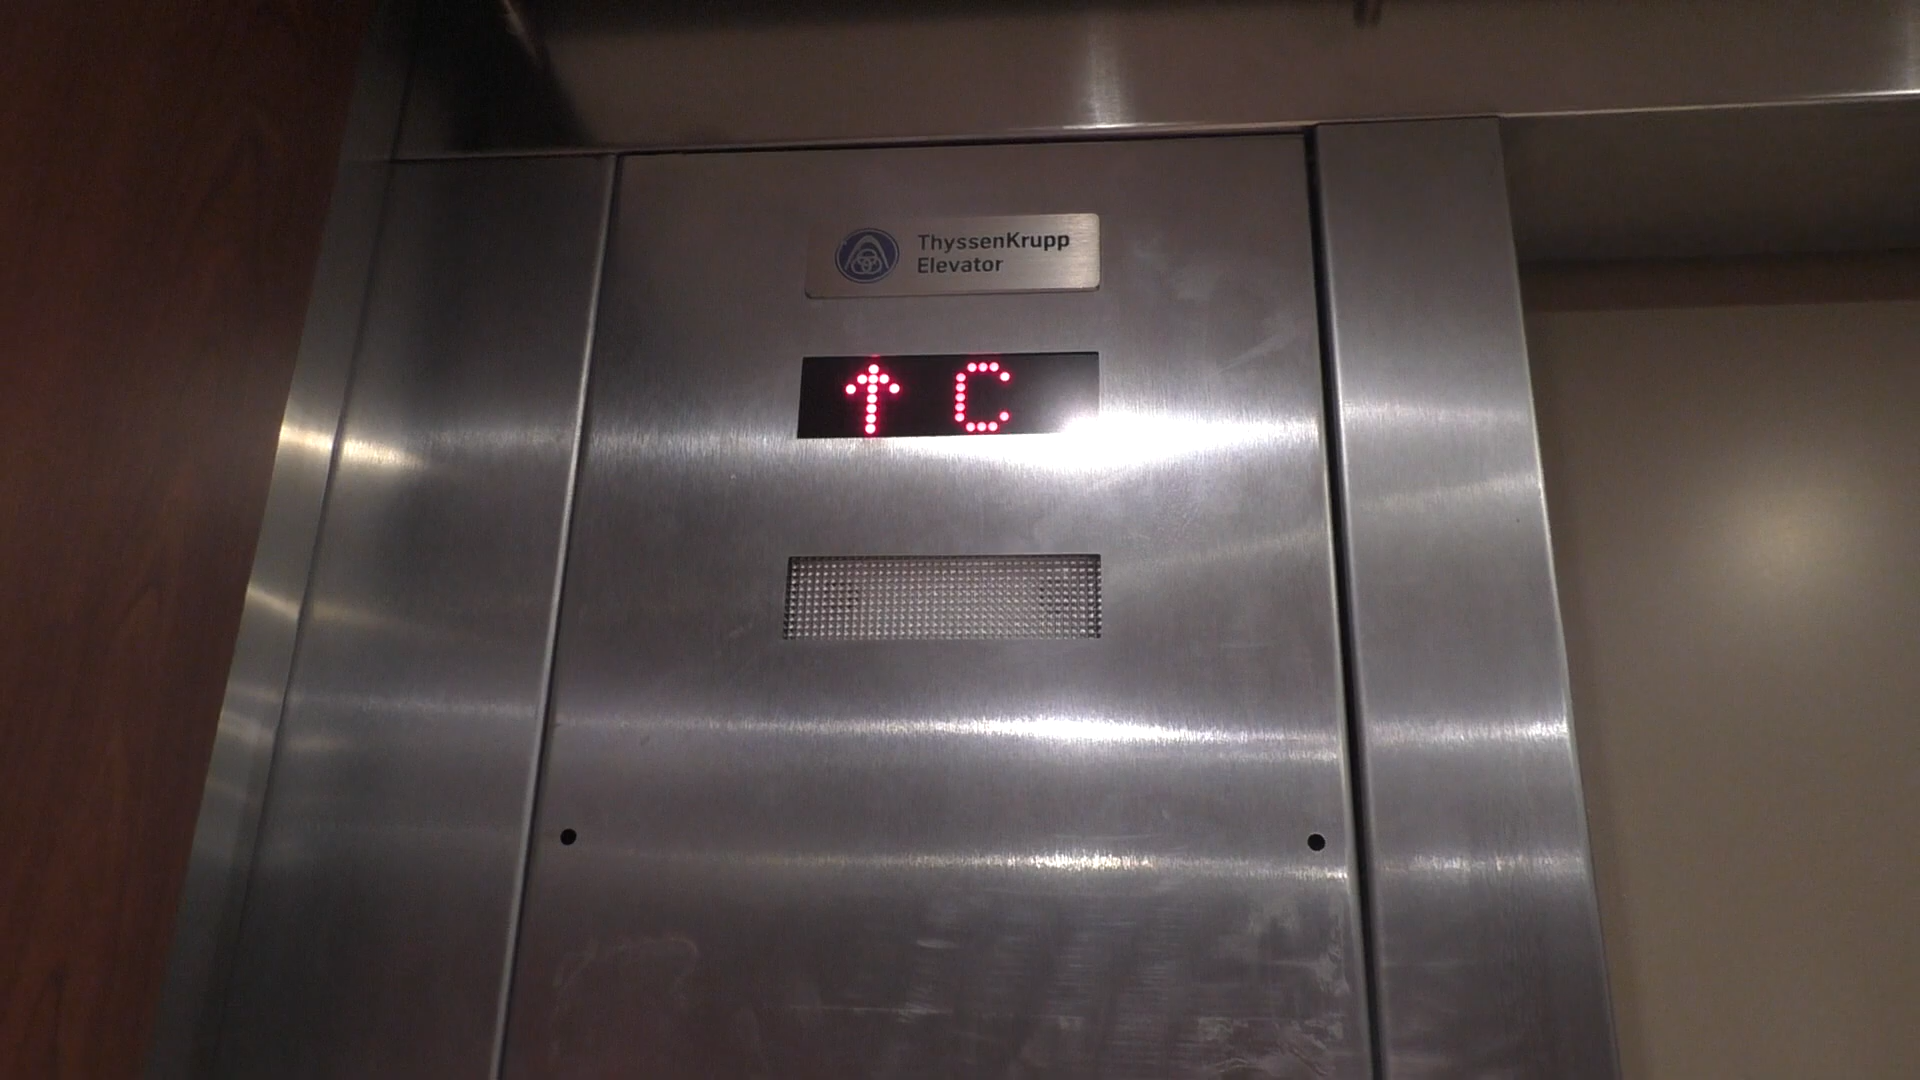 ThyssenKrupp
Elevator
↑ C